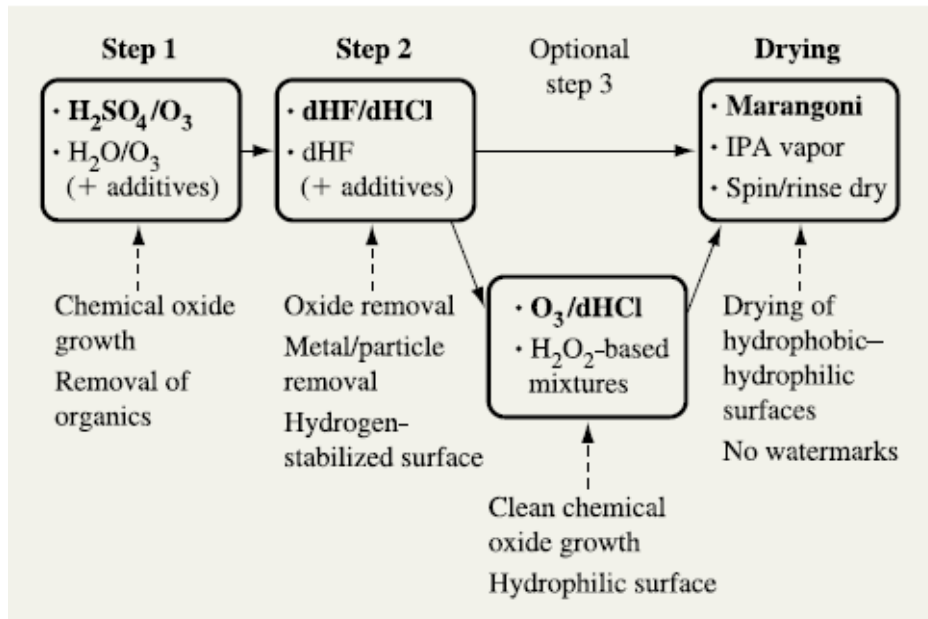 Step 1
· H₂SO₄/O₃
· H₂O/O₃
(+ additives)
Chemical oxide
growth
Removal of
organics
Step 2
· dHF/dHCl
· dHF
(+ additives)
Oxide removal
Metal/particle
removal
Hydrogen-
stabilized surface
Optional
step 3
· O₃/dHCl
· H₂O₂-based
mixtures
Clean chemical
oxide growth
Hydrophilic surface
Drying
· Marangoni
· IPA vapor
· Spin/rinse dry
Drying of
hydrophobic–
hydrophilic
surfaces
No watermarks